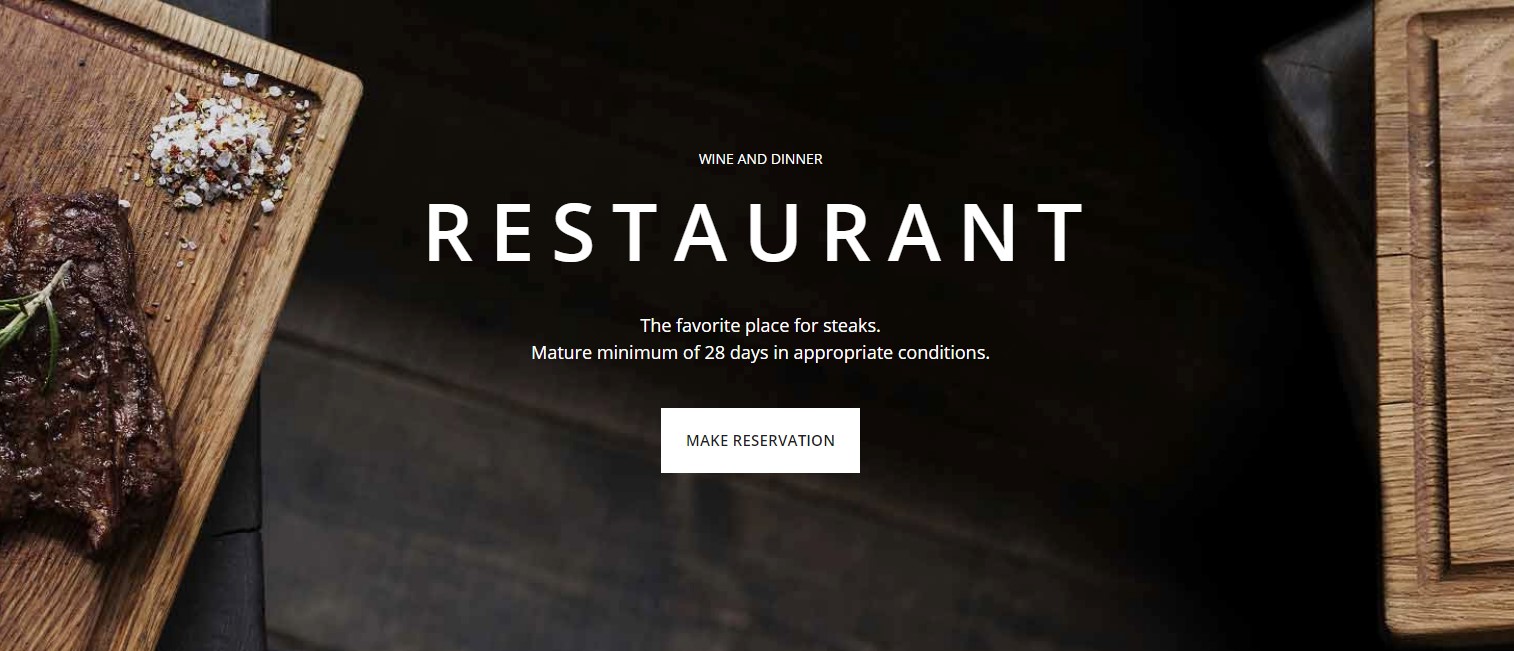 WINE AND DINNER
RESTAURANT
The favorite place for steaks.
Mature minimum of 28 days in appropriate conditions.
MAKE RESERVATION